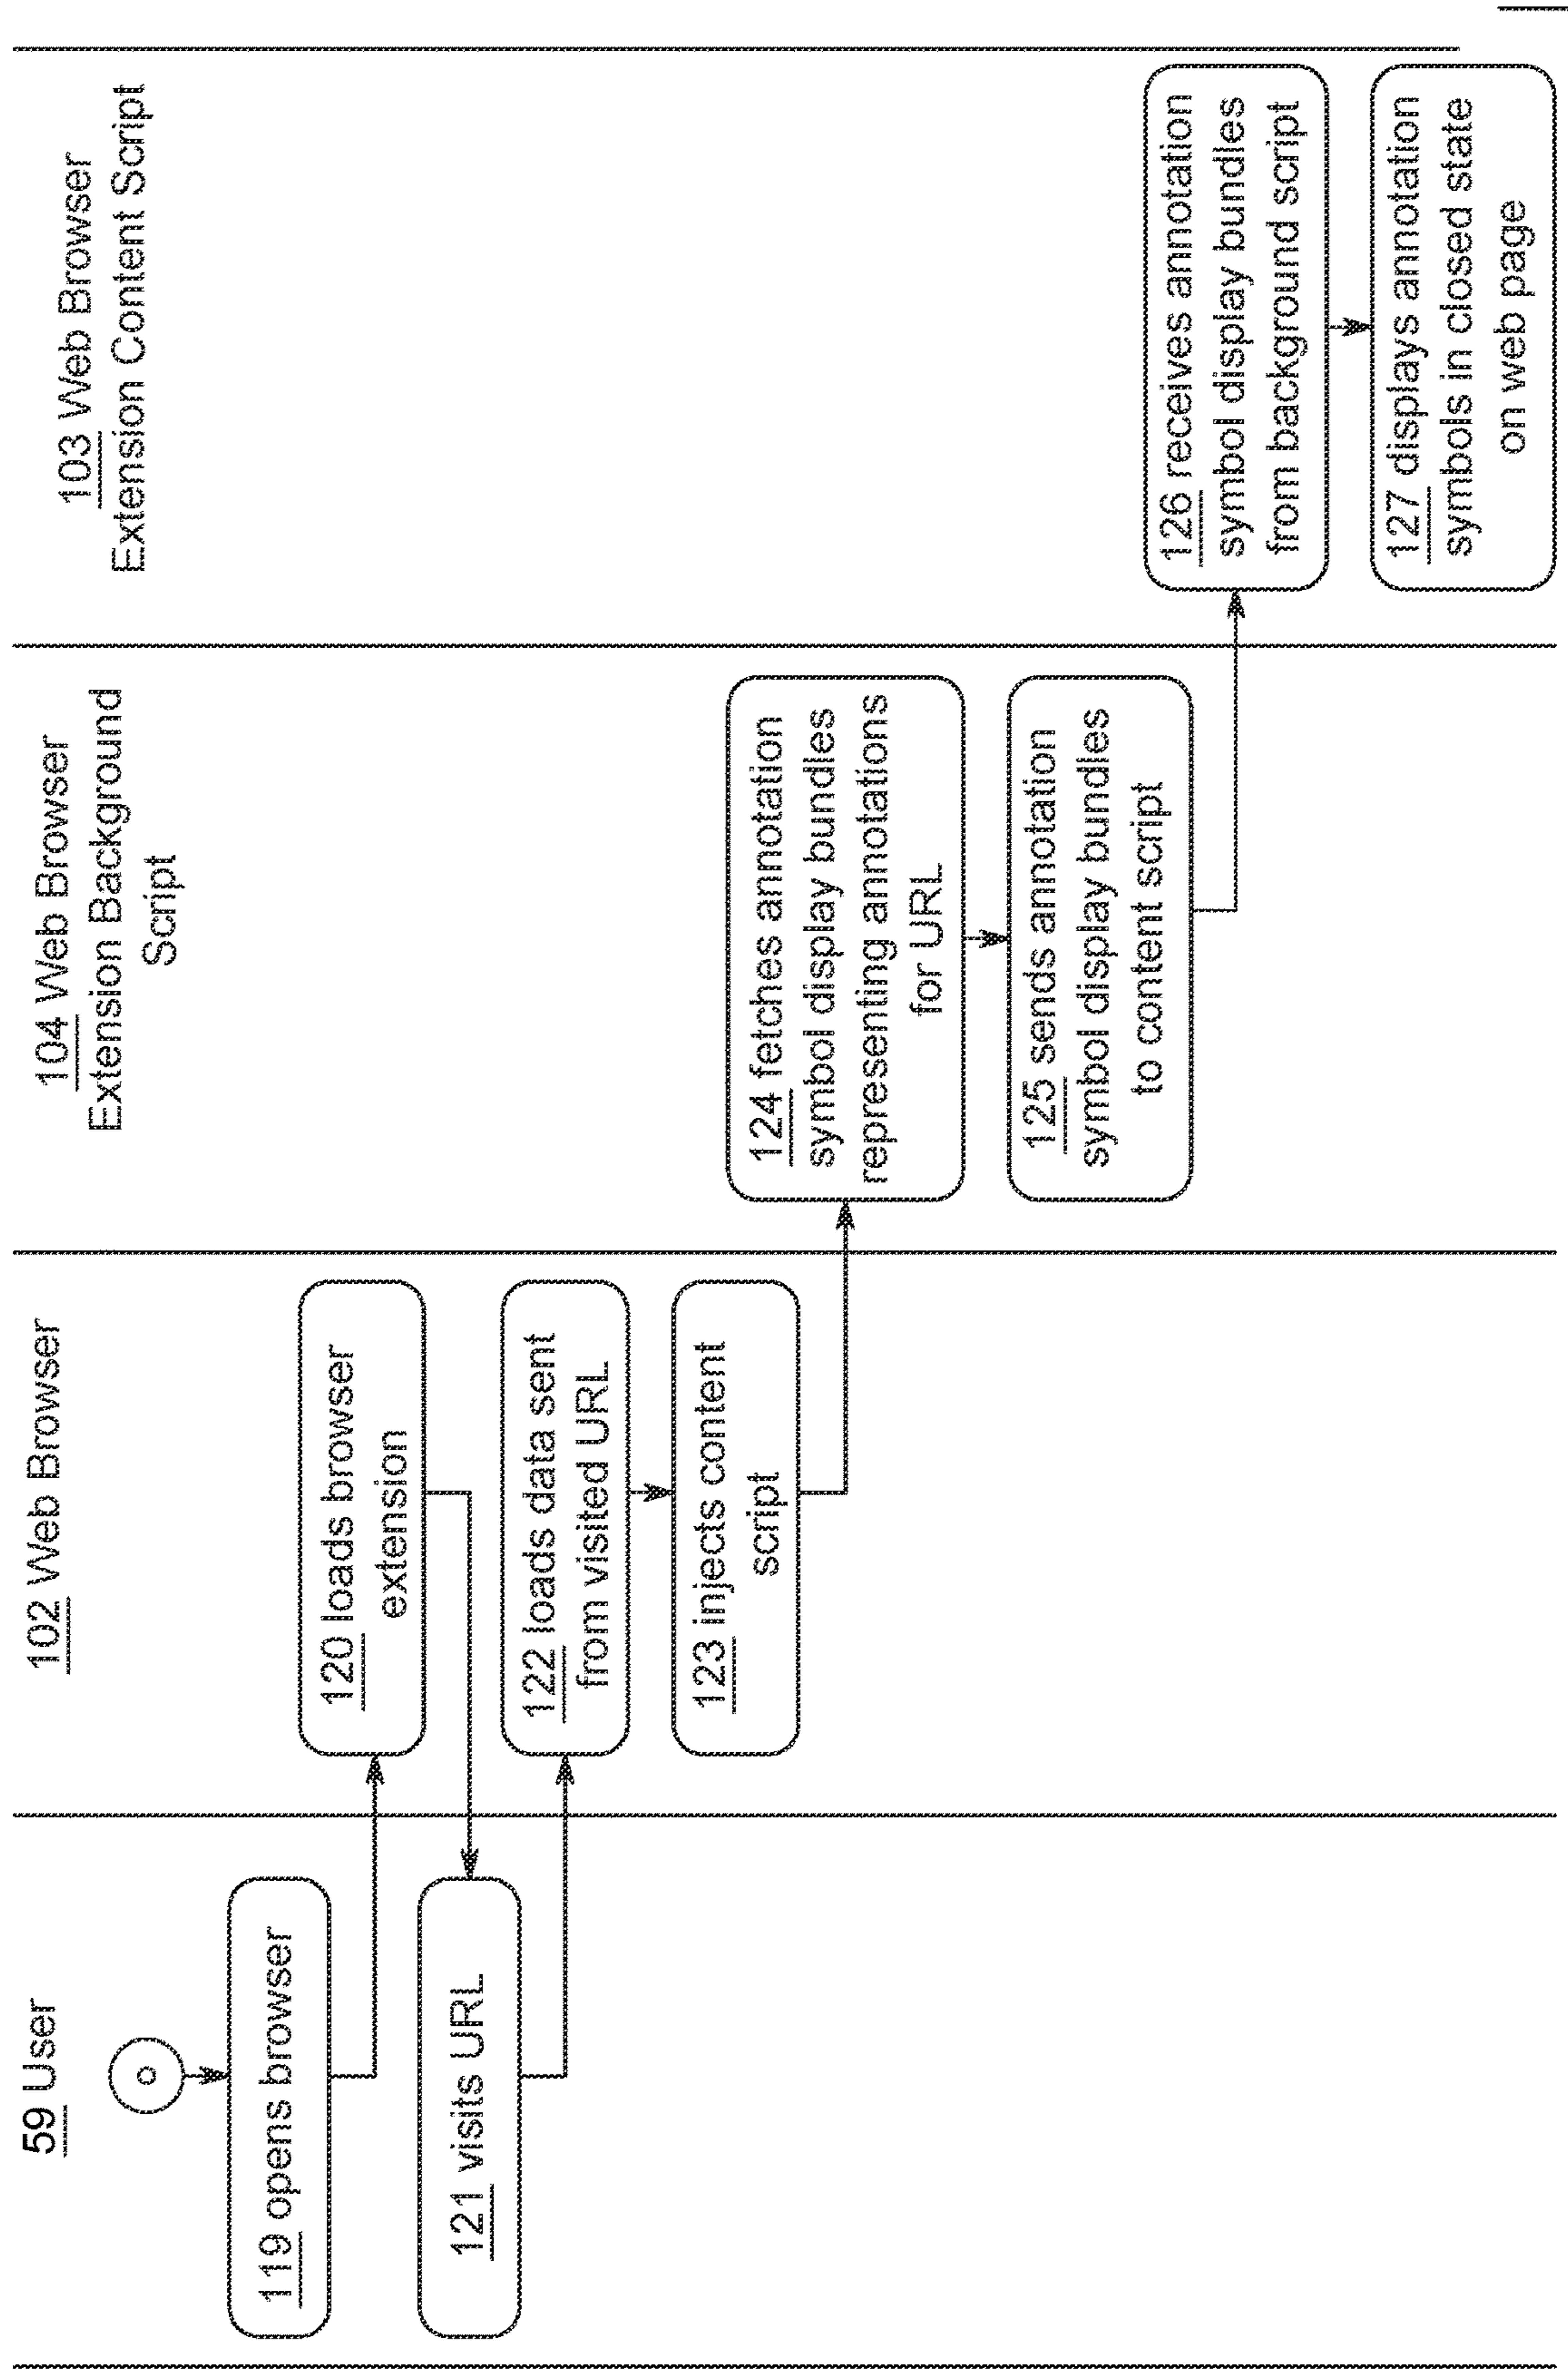 59 User
102 Web Browser
104 Web Browser
Extension Background
Script
103 Web Browser
Extension Content Script
119 opens browser
120 loads browser
extension
121 visits URL
122 loads data sent
from visited URL
123 injects content
script
124 fetches annotation
symbol display bundles
representing annotations
for URL
125 sends annotation
symbol display bundles
to content script
126 receives annotation
symbol display bundles
from background script
127 displays annotation
symbols in closed state
on web page